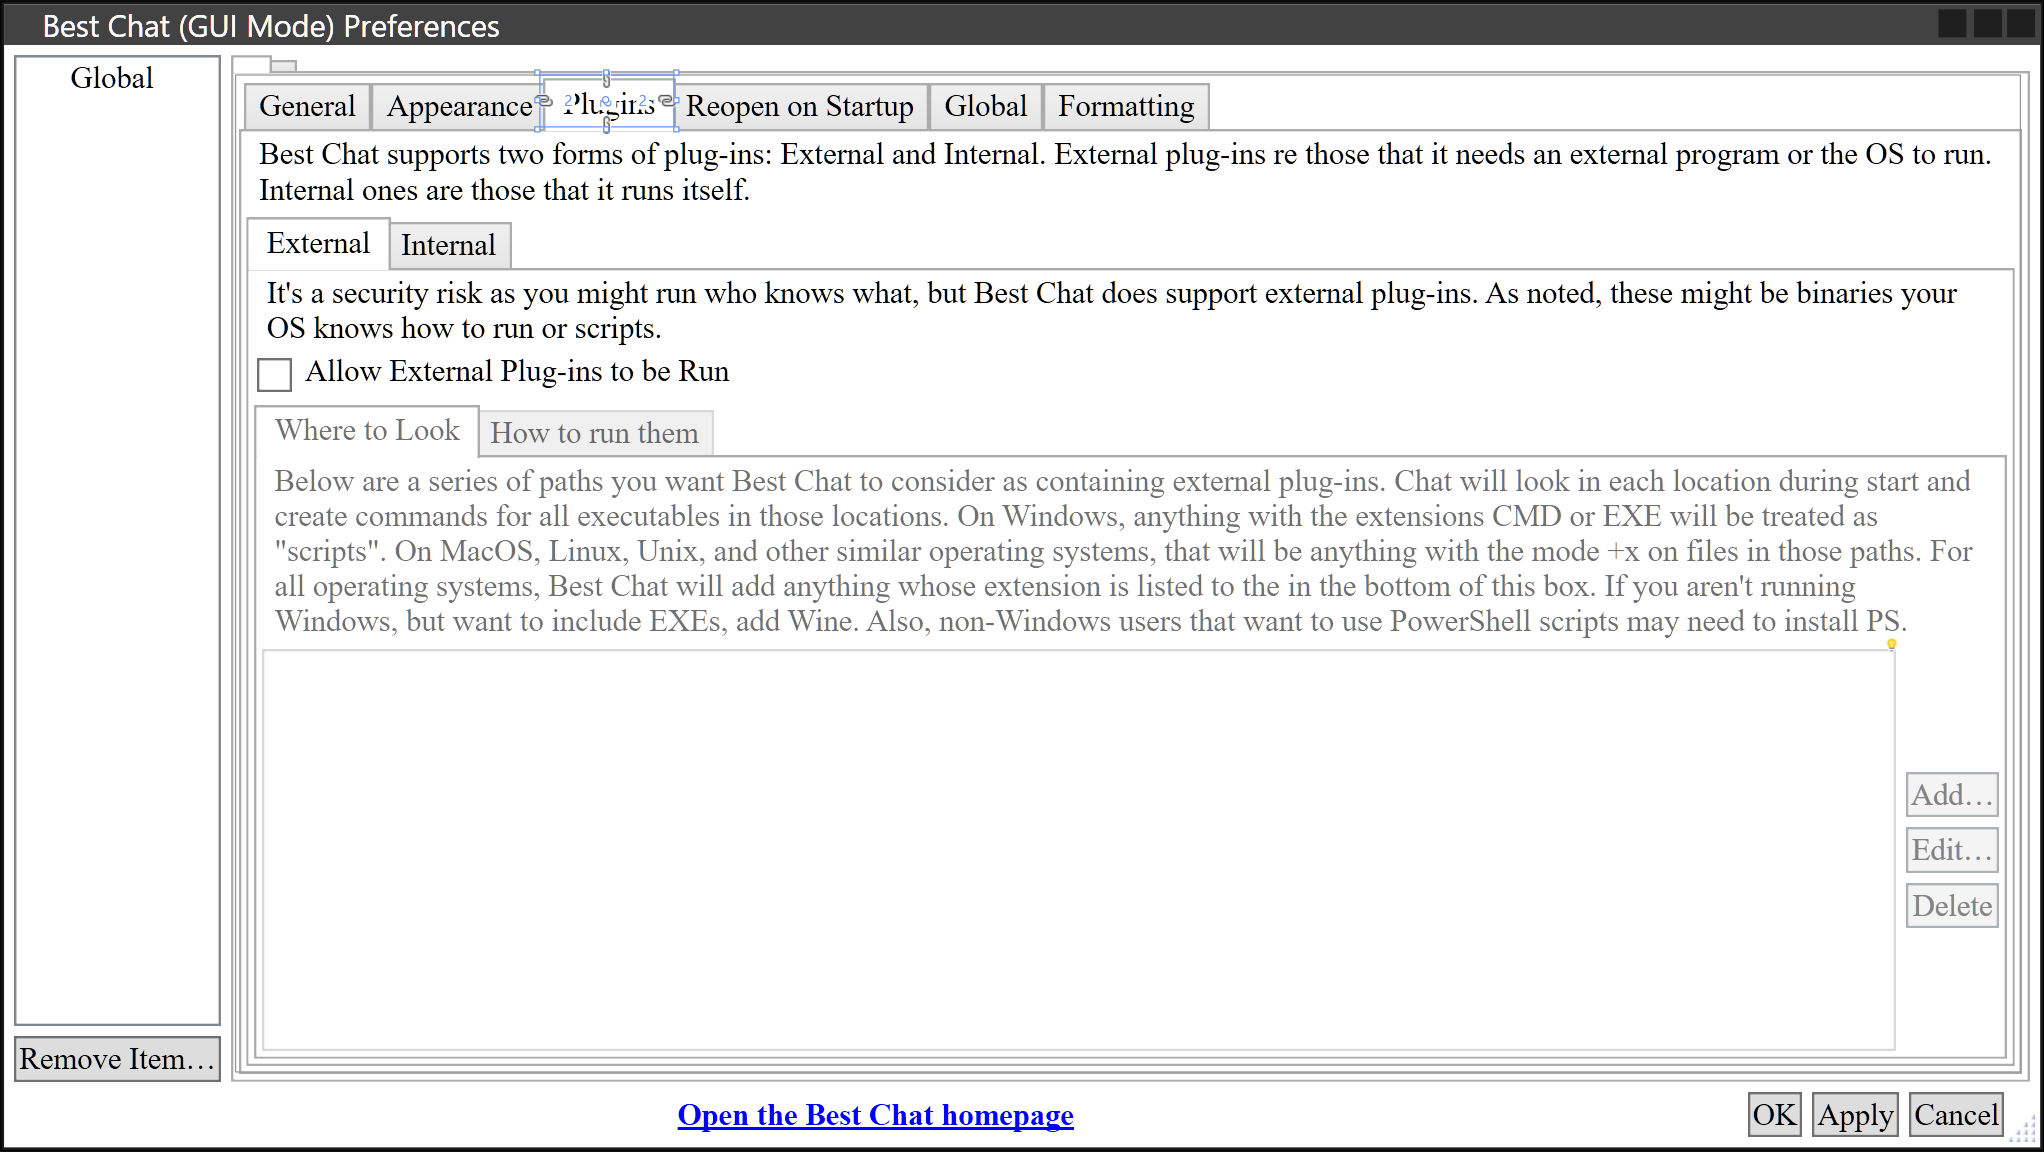 Best Chat (GUI Mode) Preferences
Global
General
Appearance
Plugins
Reopen on Startup
Global
Formatting
Best Chat supports two forms of plug-ins: External and Internal. External plug-ins re those that it needs an external program or the OS to run.
Internal ones are those that it runs itself.
External
Internal
It's a security risk as you might run who knows what, but Best Chat does support external plug-ins. As noted, these might be binaries your
OS knows how to run or scripts.
Allow External Plug-ins to be Run
Where to Look
How to run them
Below are a series of paths you want Best Chat to consider as containing external plug-ins. Chat will look in each location during start and
create commands for all executables in those locations. On Windows, anything with the extensions CMD or EXE will be treated as
"scripts". On MacOS, Linux, Unix, and other similar operating systems, that will be anything with the mode +x on files in those paths. For
all operating systems, Best Chat will add anything whose extension is listed to the in the bottom of this box. If you aren't running
Windows, but want to include EXEs, add Wine. Also, non-Windows users that want to use PowerShell scripts may need to install PS.
Add…
Edit…
Delete
Remove Item…
Open the Best Chat homepage
OK
Apply
Cancel